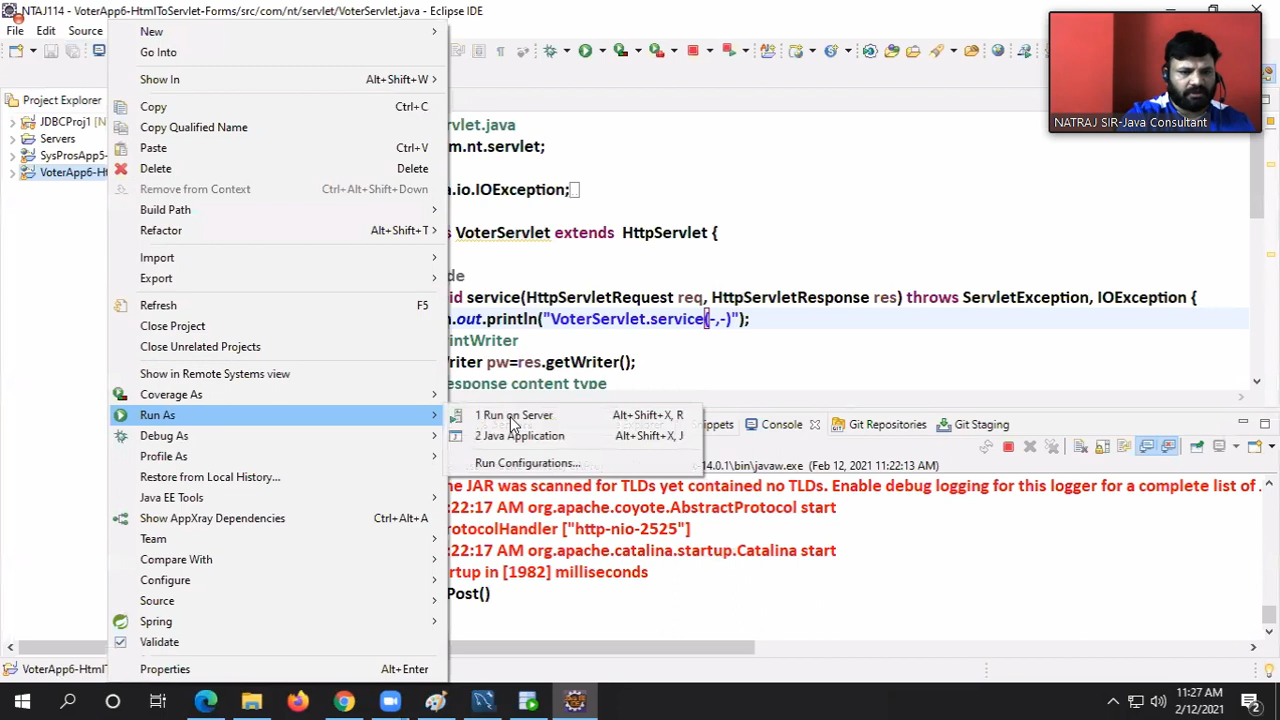 NTAJ114 - VoterApp6-HtmlToServlet-Forms/src/com/nt/servlet/VoterServlet.java - Eclipse IDE
File Edit Source
New
Go Into
Show In Alt+Shift+W
Copy Ctrl+C
Copy Qualified Name
Paste Ctrl+V
Delete Delete
Remove from Context Ctrl+Alt+Shift+Down
Build Path
Refactor Alt+Shift+T
Import
Export
Refresh F5
Close Project
Close Unrelated Projects
Show in Remote Systems view
Coverage As
Run As
Debug As
Profile As
Restore from Local History...
Java EE Tools
Show AppXray Dependencies Ctrl+Alt+A
Team
Compare With
Configure
Source
Spring
Validate
Properties Alt+Enter
1 Run on Server Alt+Shift+X, R
2 Java Application Alt+Shift+X, J
Run Configurations...
Project Explorer
JDBCProj1 [N
Servers
SysProsApp5-
VoterApp6-Ht
NATRAJ SIR-Java Consultant
rvlet.java
m.nt.servlet;
a.io.IOException;
s VoterServlet extends HttpServlet {
de
id service(HttpServletRequest req, HttpServletResponse res) throws ServletException, IOException {
n.out.println("VoterServlet.service(-,-)");
intWriter
Writer pw=res.getWriter();
esponse content type
nippets Console Git Repositories Git Staging
-14.0.1\bin\javaw.exe (Feb 12, 2021 11:22:13 AM)
ne JAR was scanned for TLDs yet contained no TLDs. Enable debug logging for this logger for a complete list of
:22:17 AM org.apache.coyote.AbstractProtocol start
rotocolHandler ["http-nio-2525"]
:22:17 AM org.apache.catalina.startup.Catalina start
rtup in [1982] milliseconds
Post()
VoterApp6-HtmlT
11:27 AM
2/12/2021
2